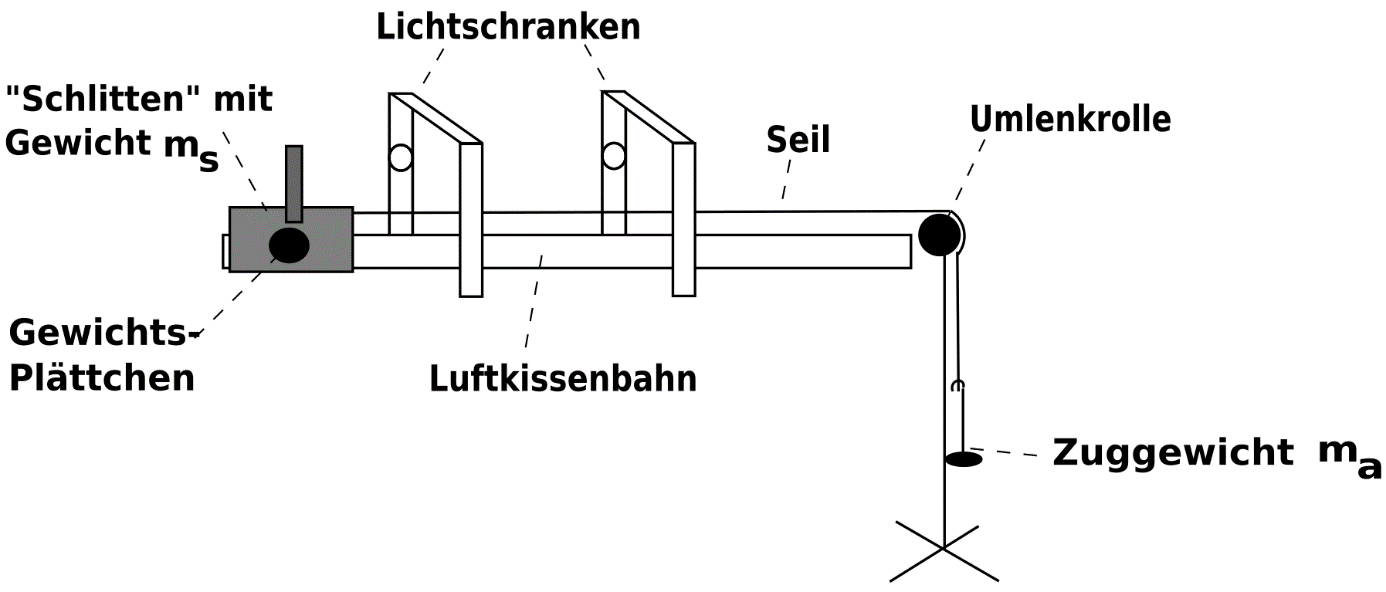 Lichtschranken
"Schlitten" mit
Gewicht ms
Umlenkrolle
Seil
Gewichts-
Plättchen
Luftkissenbahn
Zuggewicht ma